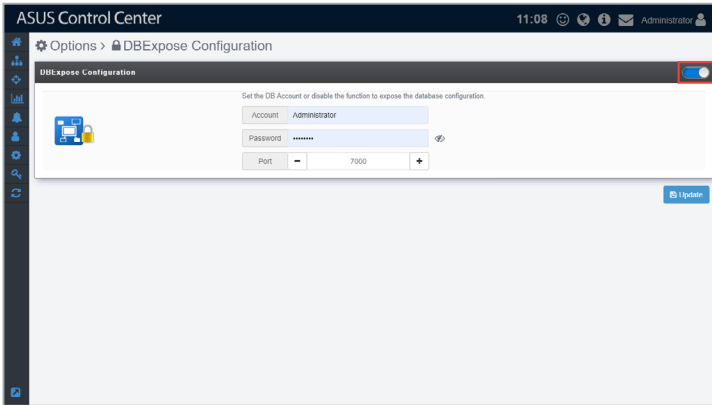 ASUS Control Center
11:08
Administrator
Options > DBExpose Configuration
DBExpose Configuration
Set the DB Account or disable the function to expose the database configuration.
Account Administrator
Password ••••••••
Port − 7000 +
Update